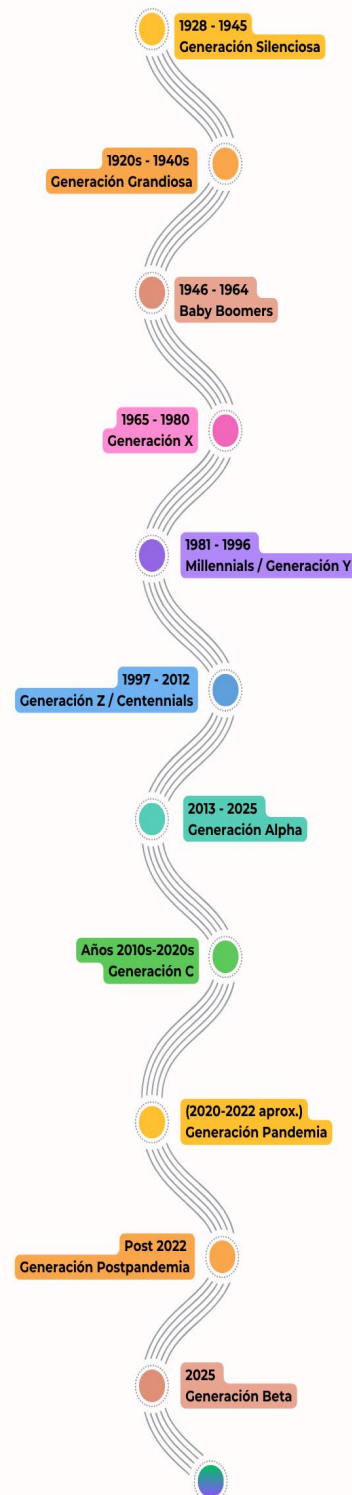 1928 - 1945
Generación Silenciosa
1920s - 1940s
Generación Grandiosa
1946 - 1964
Baby Boomers
1965 - 1980
Generación X
1981 - 1996
Millennials / Generación Y
1997 - 2012
Generación Z / Centennials
2013 - 2025
Generación Alpha
Años 2010s-2020s
Generación C
(2020-2022 aprox.)
Generación Pandemia
Post 2022
Generación Postpandemia
2025
Generación Beta